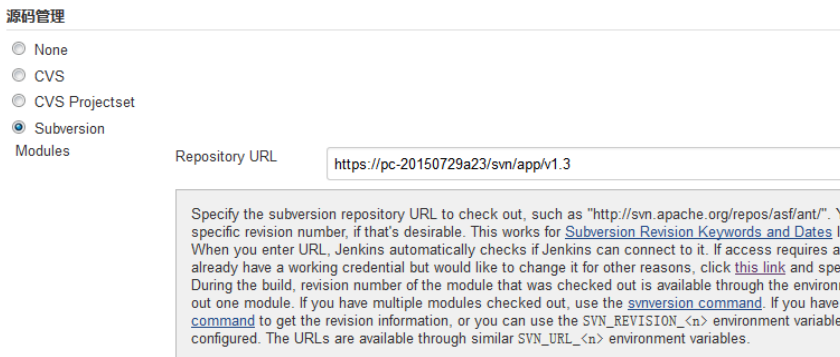 源码管理
None
CVS
CVS Projectset
Subversion
Modules
Repository URL
https://pc-20150729a23/svn/app/v1.3
Specify the subversion repository URL to check out, such as "http://svn.apache.org/repos/asf/ant/".
specific revision number, if that's desirable. This works for Subversion Revision Keywords and Dates
When you enter URL, Jenkins automatically checks if Jenkins can connect to it. If access requires a
already have a working credential but would like to change it for other reasons, click this link and spe
During the build, revision number of the module that was checked out is available through the environ
out one module. If you have multiple modules checked out, use the svnversion command. If you have
command to get the revision information, or you can use the SVN_REVISION_<n> environment variable
configured. The URLs are available through similar SVN_URL_<n> environment variables.